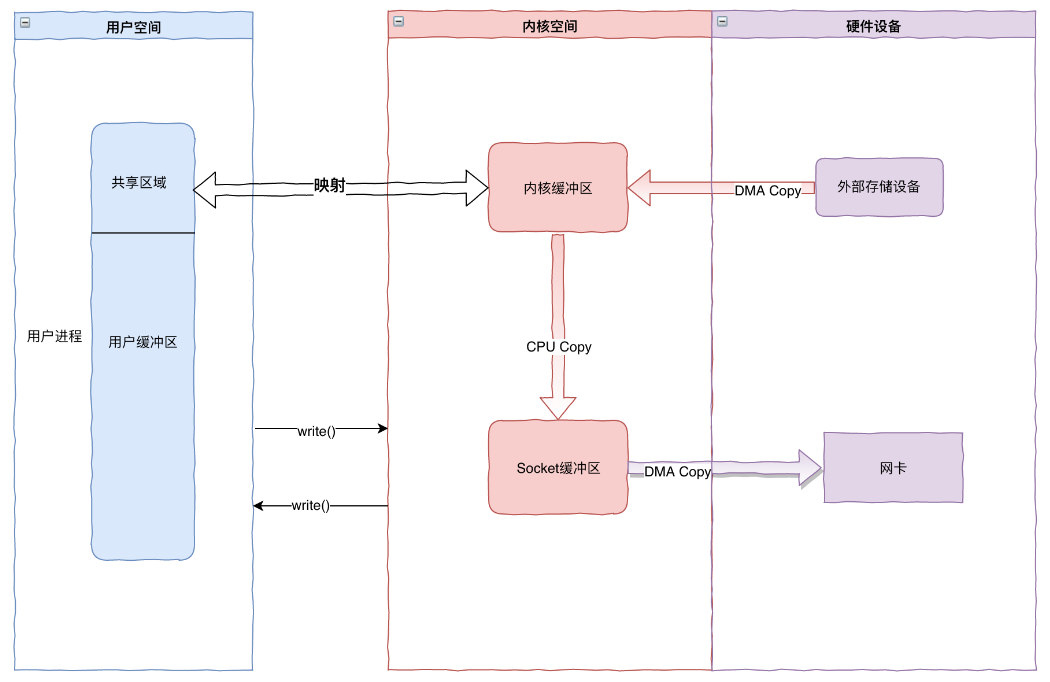 用户空间
内核空间
硬件设备
共享区域
映射
内核缓冲区
DMA Copy
外部存储设备
用户进程
用户缓冲区
CPU Copy
write()
Socket缓冲区
DMA Copy
网卡
write()